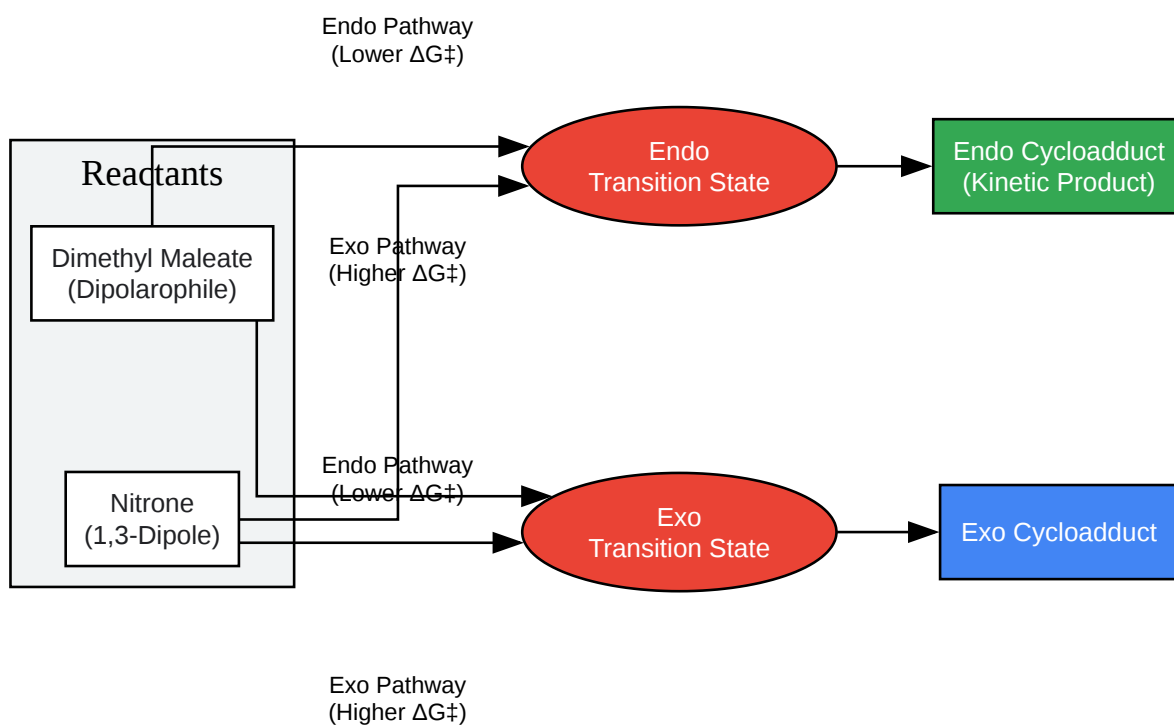 Endo Pathway
(Lower ΔG‡)
Endo
Transition State
Endo Cycloadduct
(Kinetic Product)
Reactants
Dimethyl Maleate
(Dipolarophile)
Exo Pathway
(Higher ΔG‡)
Endo Pathway
(Lower ΔG‡)
Nitrone
(1,3-Dipole)
Exo
Transition State
Exo Cycloadduct
Exo Pathway
(Higher ΔG‡)